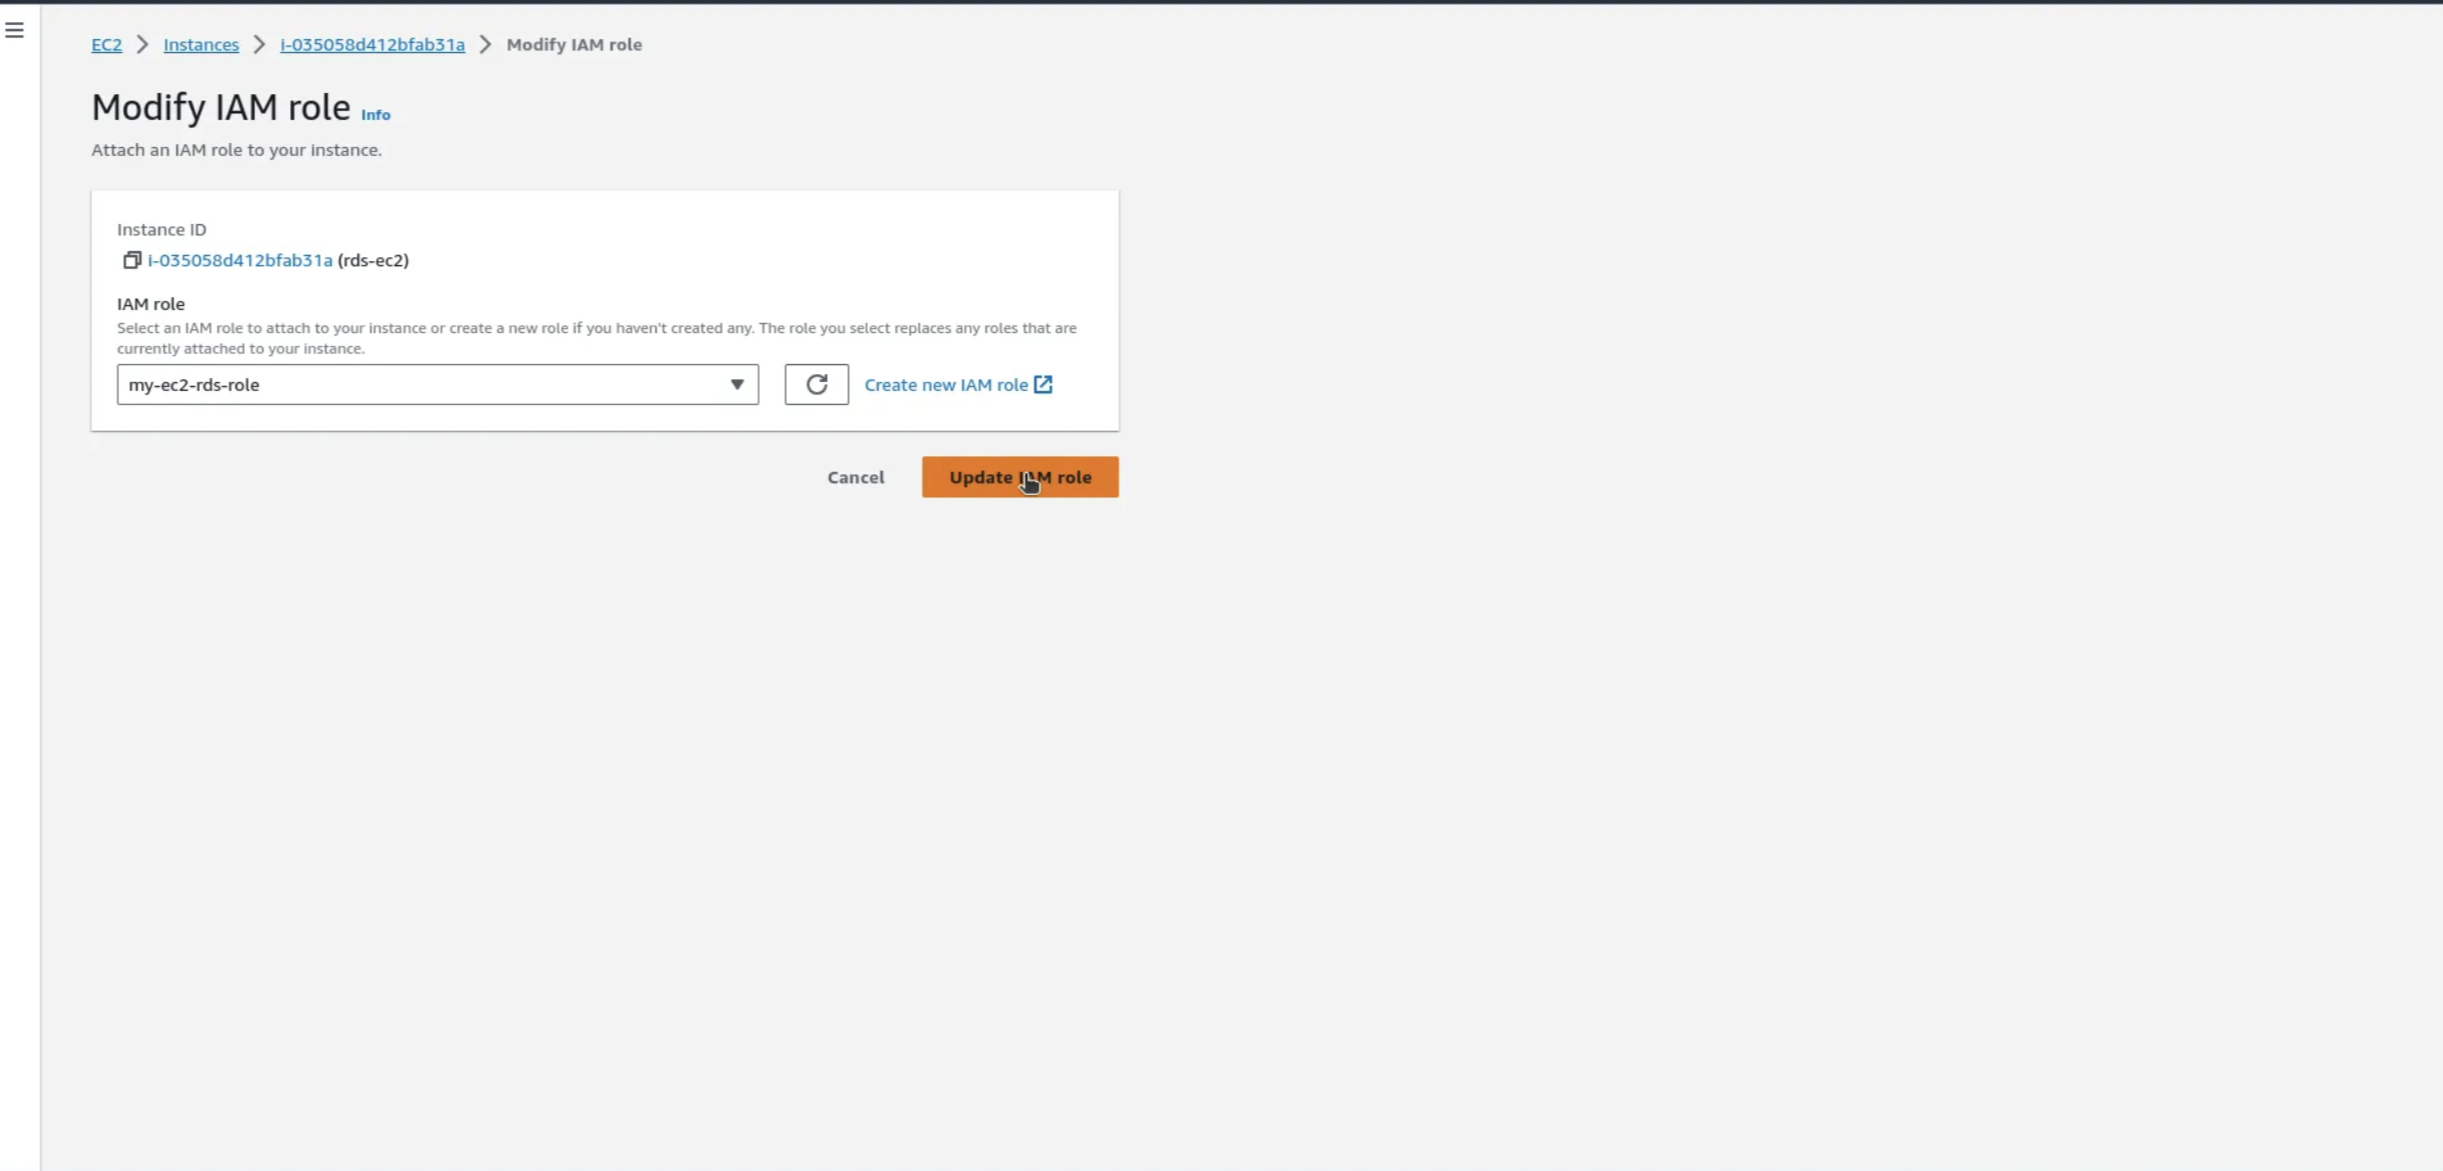 EC2 > Instances > i-035058d412bfab31a > Modify IAM role
Modify IAM role Info
Attach an IAM role to your instance.
Instance ID
i-035058d412bfab31a (rds-ec2)
IAM role
Select an IAM role to attach to your instance or create a new role if you haven't created any. The role you select replaces any roles that are
currently attached to your instance.
my-ec2-rds-role
Create new IAM role
Cancel
Update IAM role